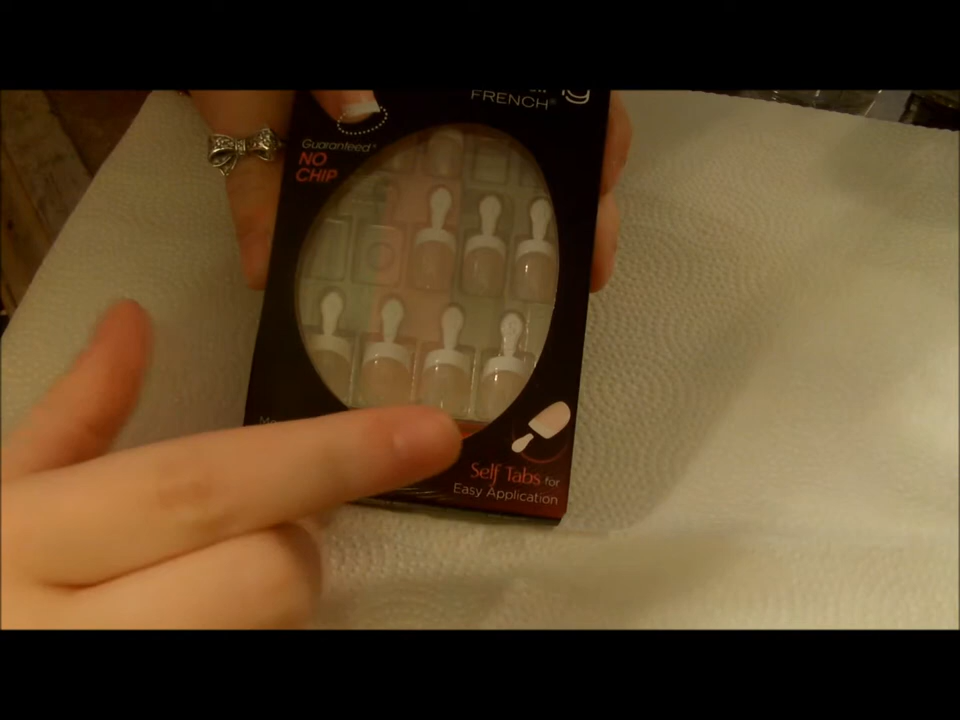 FRENCH®
Guaranteed*
NO
CHIP
Self Tabs for
Easy Application